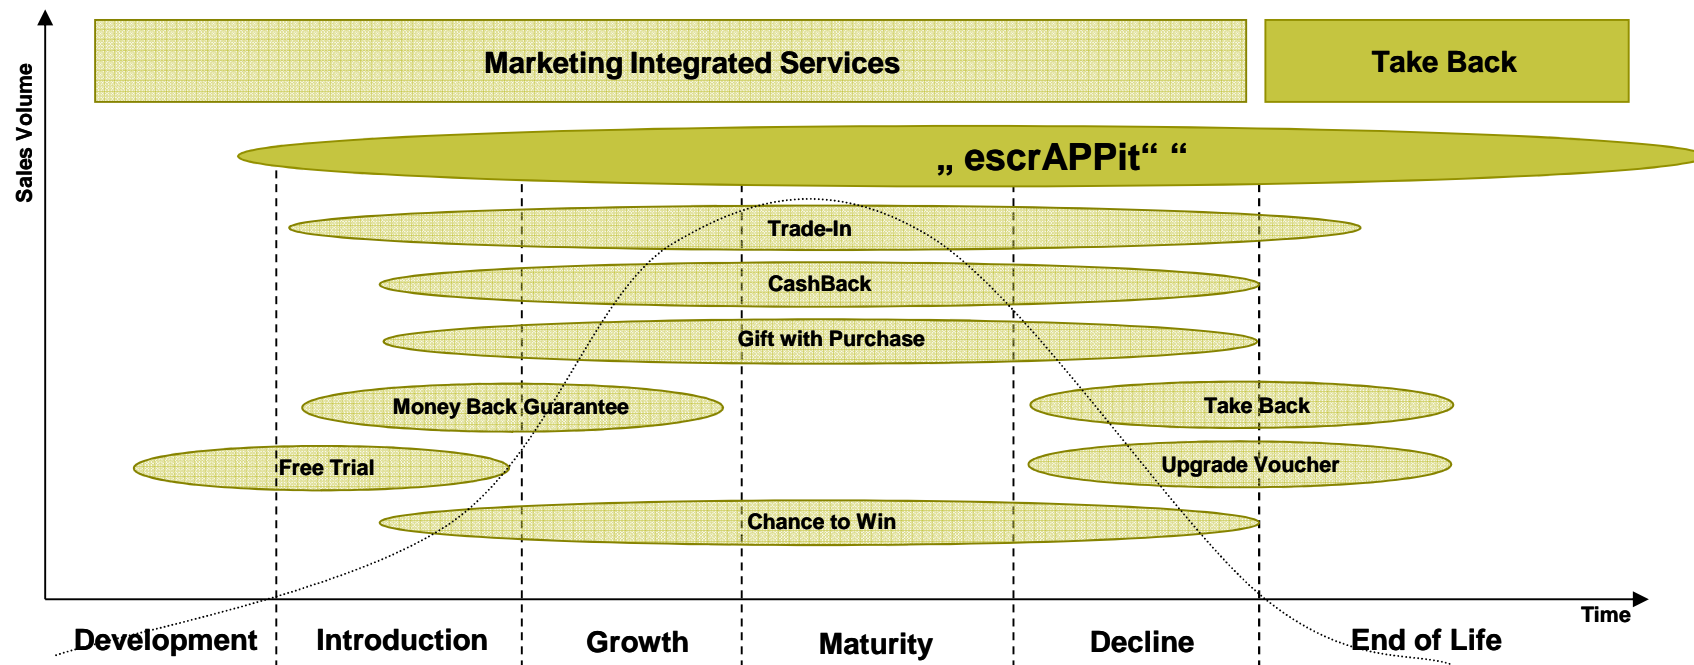 Marketing Integrated Services
Take Back
Sales Volume
„ escrAPPit“ “
Trade-In
CashBack
Gift with Purchase
Money Back Guarantee
Take Back
Free Trial
Upgrade Voucher
Chance to Win
Time
Development
Introduction
Growth
Maturity
Decline
End of Life